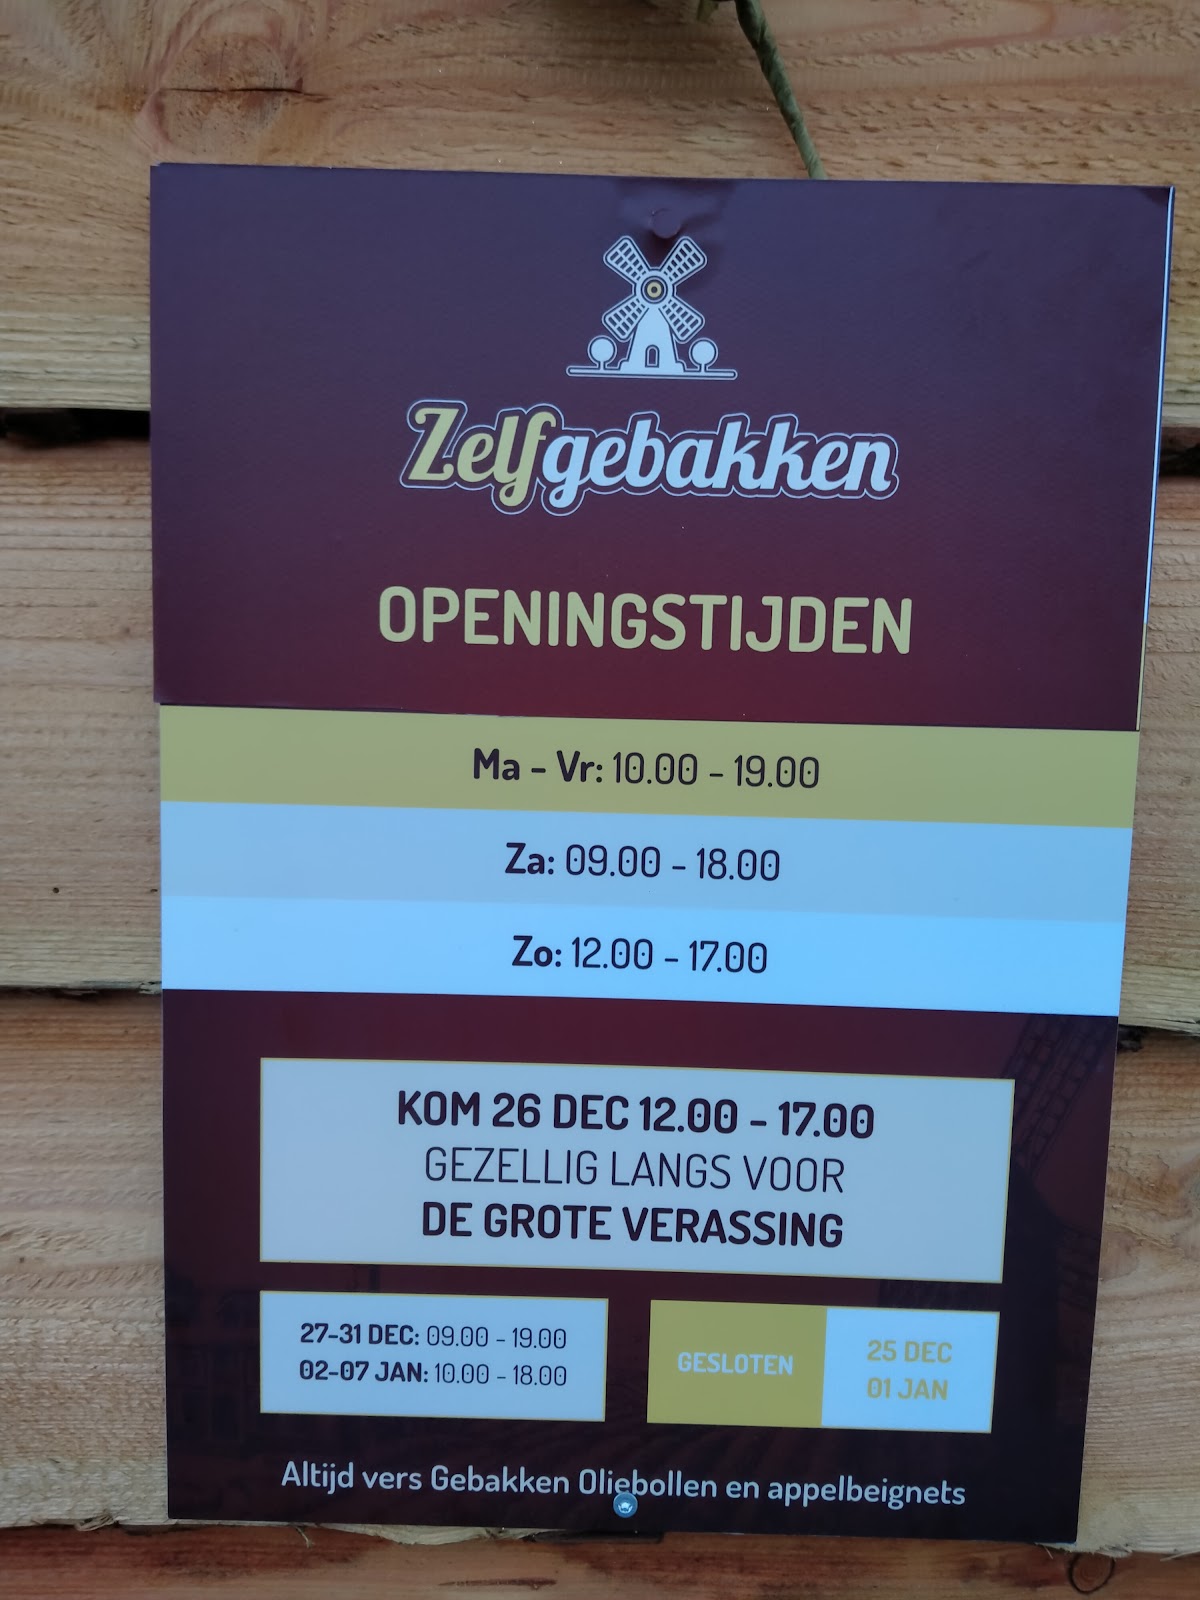 Zelfgebakken
OPENINGSTIJDEN
Ma - Vr: 10.00 - 19.00
Za: 09.00 - 18.00
Zo: 12.00 - 17.00
KOM 26 DEC 12.00 - 17.00
GEZELLIG LANGS VOOR
DE GROTE VERASSING
27-31 DEC: 09.00 - 19.00
02-07 JAN: 10.00 - 18.00
GESLOTEN
25 DEC
01 JAN
Altijd vers Gebakken Oliebollen en appelbeignets